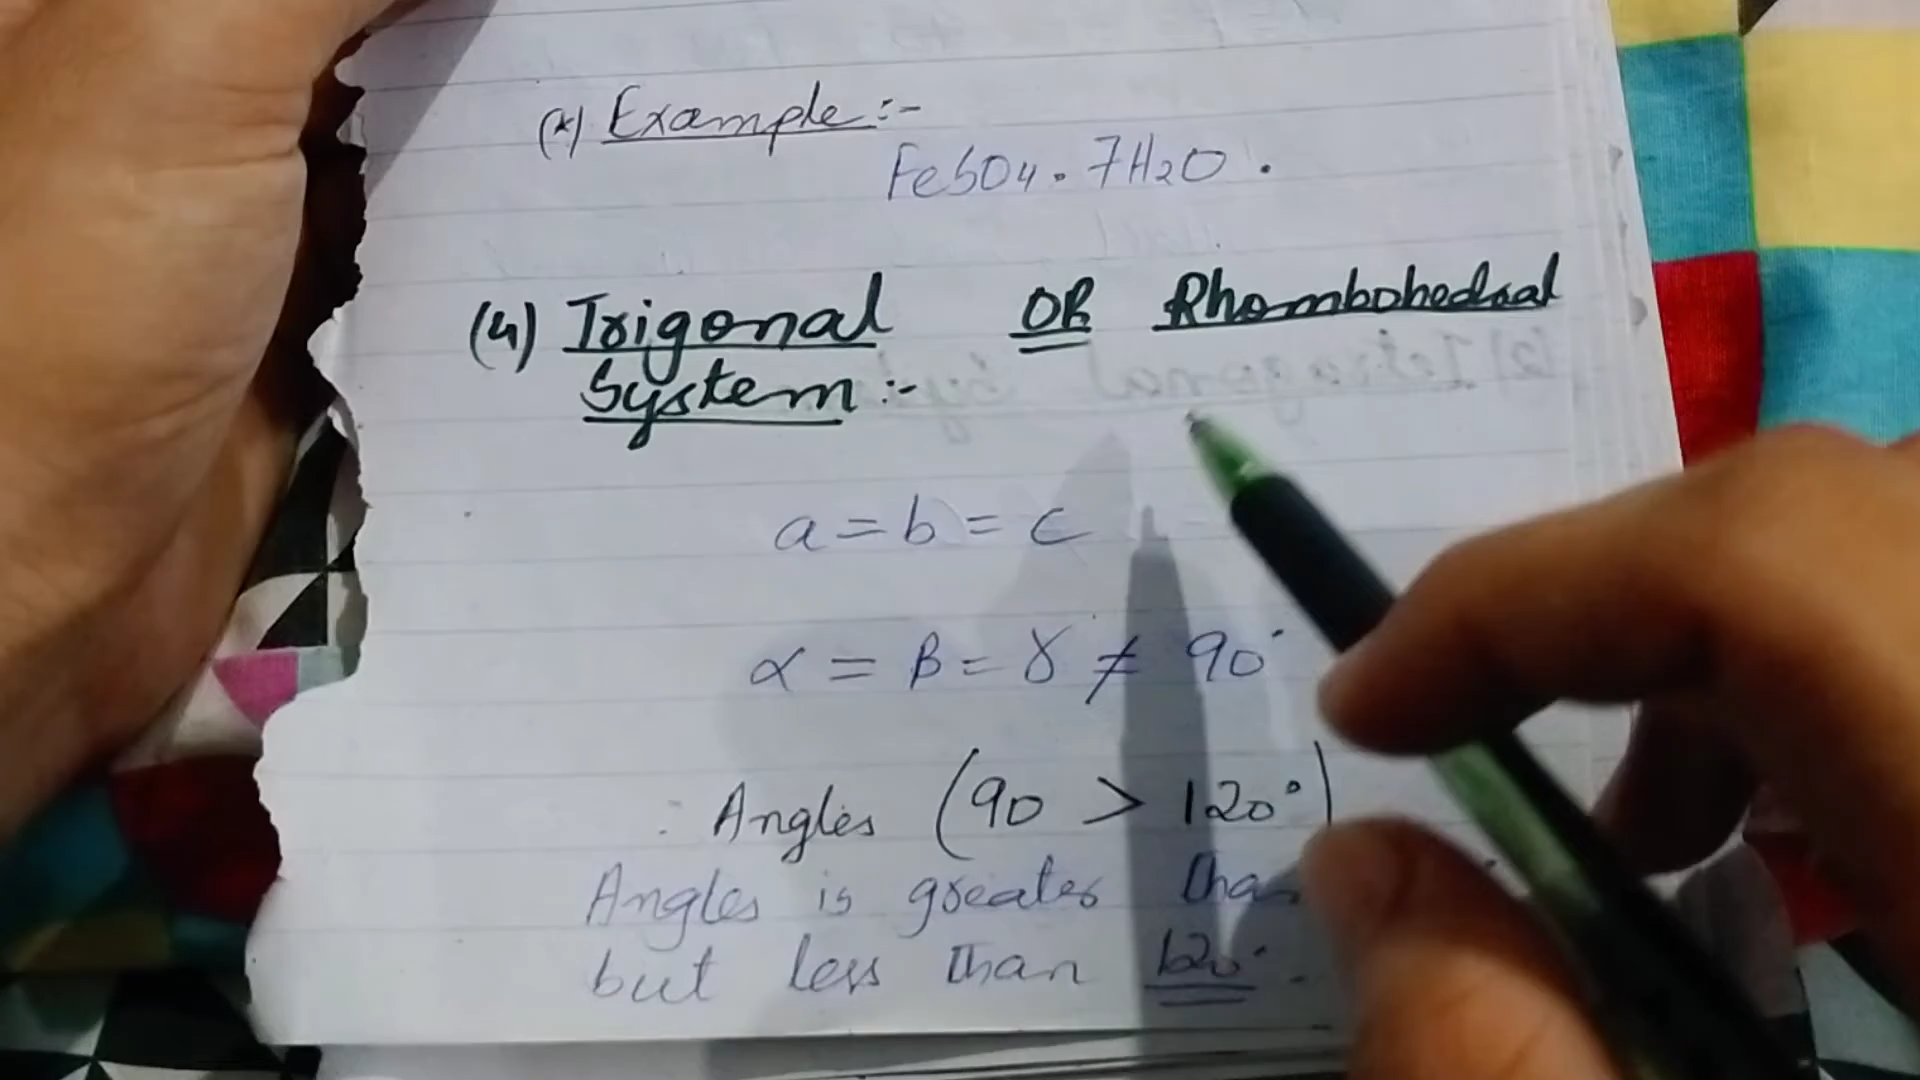 (*) Example:-
FeSO4. 7H2O.
(4) Trigonal OR Rhombohedral
System:-
a = b = c
α = β = γ ≠ 90°
: Angles (90 > 120°)
Angles is greater than
but less than 120°.